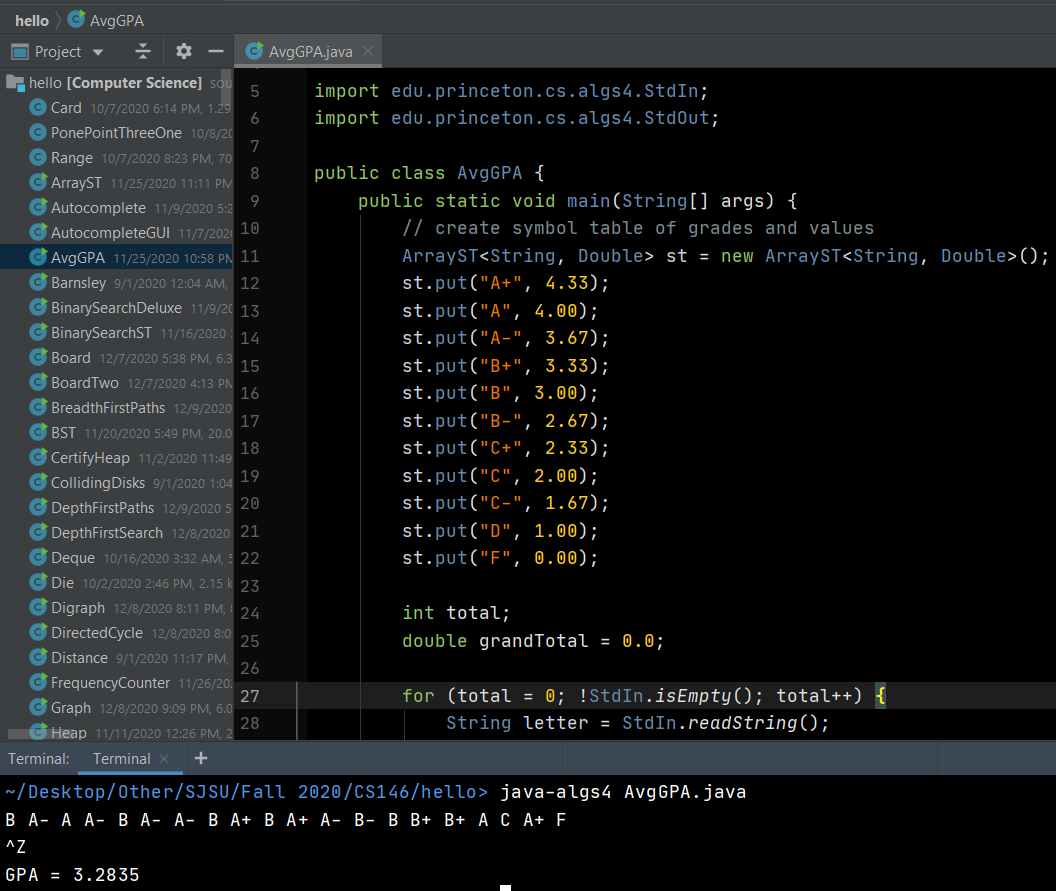 hello AvgGPA
Project
AvgGPA.java
hello [Computer Science] sou
Card 10/7/2020 6:14 PM, 1.29
PonePointThreeOne 10/8/20
Range 10/7/2020 8:23 PM, 70
ArrayST 11/25/2020 11:11 PM
Autocomplete 11/9/2020 5:2
AutocompleteGUI 11/7/202
AvgGPA 11/25/2020 10:58 PM
Barnsley 9/1/2020 12:04 AM,
BinarySearchDeluxe 11/9/20
BinarySearchST 11/16/2020
Board 12/7/2020 5:38 PM, 6.3
BoardTwo 12/7/2020 4:13 PM
BreadthFirstPaths 12/9/2020
BST 11/20/2020 5:49 PM, 20.0
CertifyHeap 11/2/2020 11:49
CollidingDisks 9/1/2020 1:04
DepthFirstPaths 12/9/2020 5
DepthFirstSearch 12/8/2020
Deque 10/16/2020 3:32 AM, 5
Die 10/2/2020 2:46 PM, 2.15 k
Digraph 12/8/2020 8:11 PM,
DirectedCycle 12/8/2020 8:0
Distance 9/1/2020 11:17 PM,
FrequencyCounter 11/26/20
Graph 12/8/2020 9:09 PM, 6.0
Heap 11/11/2020 12:26 PM, 2
5 import edu.princeton.cs.algs4.StdIn;
6 import edu.princeton.cs.algs4.StdOut;
7
8 public class AvgGPA {
9 public static void main(String[] args) {
10 // create symbol table of grades and values
11 ArrayST<String, Double> st = new ArrayST<String, Double>();
12 st.put("A+", 4.33);
13 st.put("A", 4.00);
14 st.put("A-", 3.67);
15 st.put("B+", 3.33);
16 st.put("B", 3.00);
17 st.put("B-", 2.67);
18 st.put("C+", 2.33);
19 st.put("C", 2.00);
20 st.put("C-", 1.67);
21 st.put("D", 1.00);
22 st.put("F", 0.00);
23
24 int total;
25 double grandTotal = 0.0;
26
27 for (total = 0; !StdIn.isEmpty(); total++) {
28 String letter = StdIn.readString();
Terminal: Terminal × +
~/Desktop/Other/SJSU/Fall 2020/CS146/hello> java-algs4 AvgGPA.java
B A- A A- B A- A- B A+ B A+ A- B- B B+ B+ A C A+ F
^Z
GPA = 3.2835